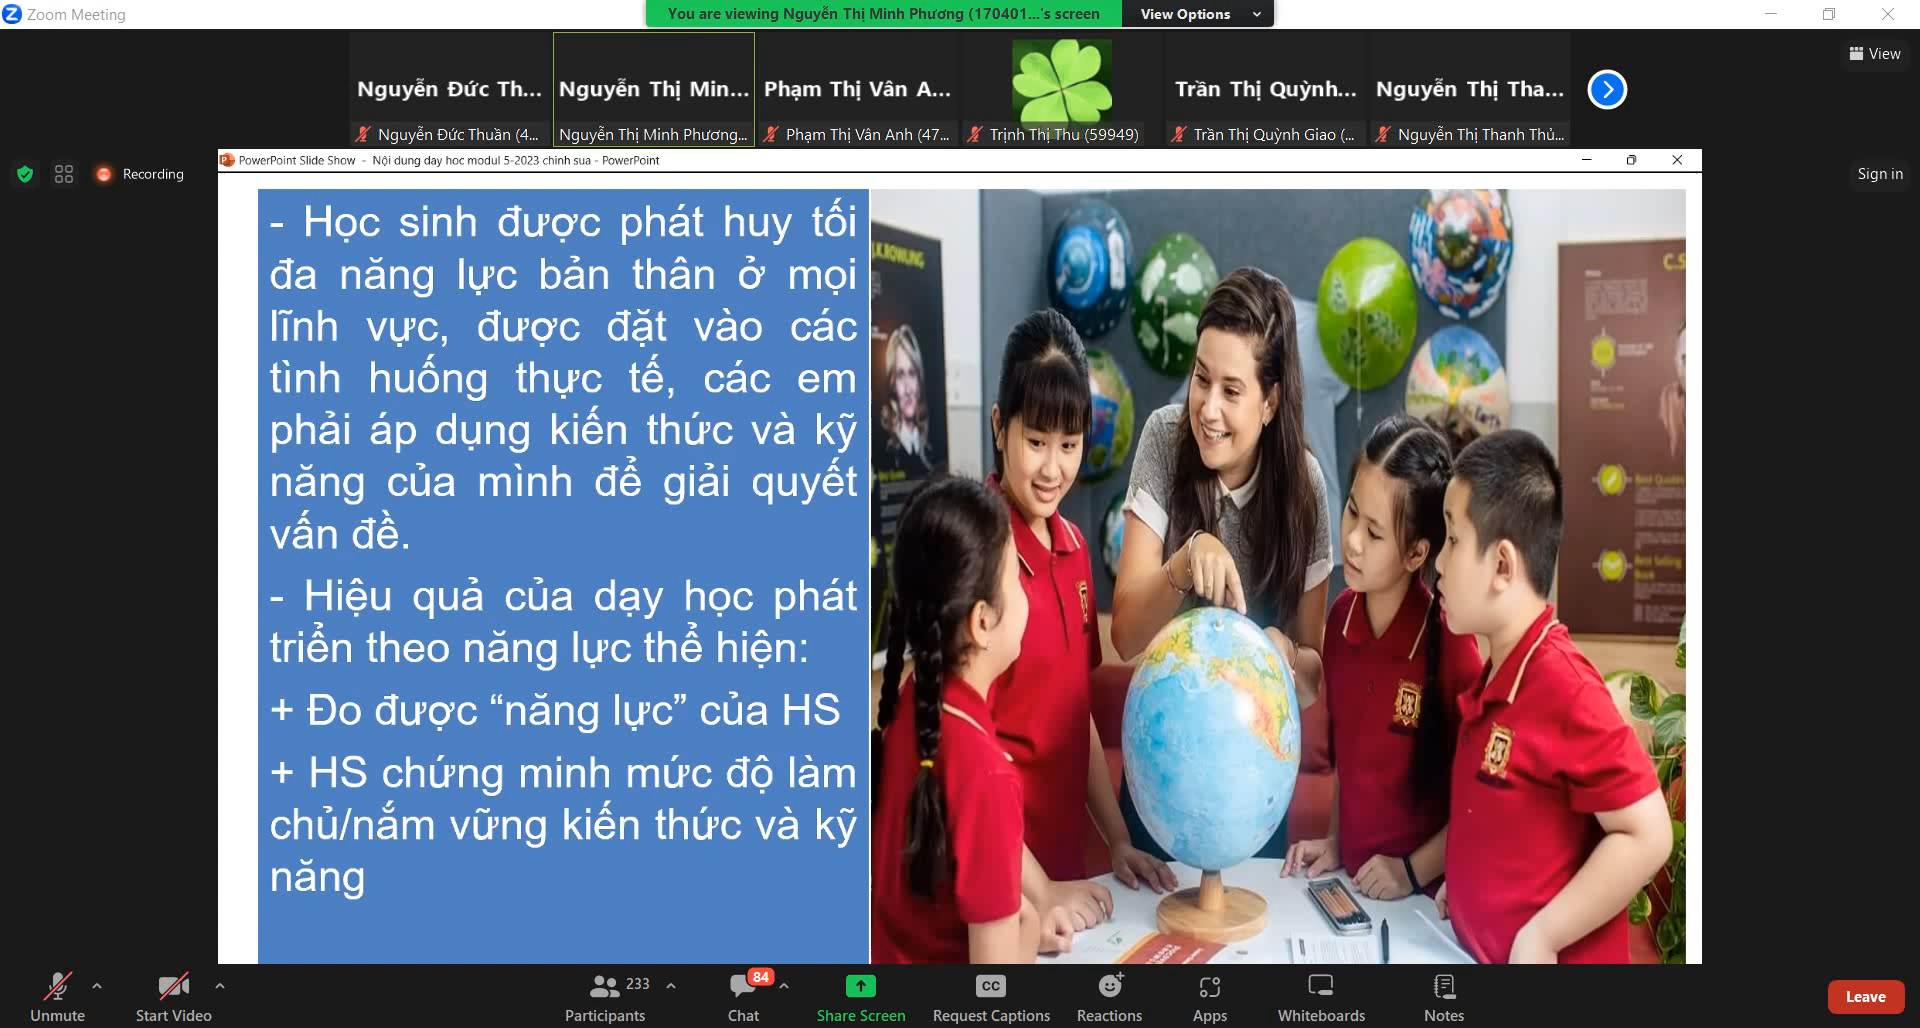 Zoom Meeting
You are viewing Nguyễn Thị Minh Phương (170401...'s screen
View Options
View
Nguyễn Đức Th...
Nguyễn Thị Min...
Phạm Thị Vân A...
Trần Thị Quỳnh...
Nguyễn Thị Tha...
Nguyễn Đức Thuần (4...
Nguyễn Thị Minh Phương...
Phạm Thị Vân Anh (47...
Trịnh Thị Thu (59949)
Trần Thị Quỳnh Giao (...
Nguyễn Thị Thanh Thủ...
Recording
Sign in
PowerPoint Slide Show - Nội dung day hoc modul 5-2023 chinh sua - PowerPoint
- Học sinh được phát huy tối
đa năng lực bản thân ở mọi
lĩnh vực, được đặt vào các
tình huống thực tế, các em
phải áp dụng kiến thức và kỹ
năng của mình để giải quyết
vấn đề.
- Hiệu quả của dạy học phát
triển theo năng lực thể hiện:
+ Đo được “năng lực” của HS
+ HS chứng minh mức độ làm
chủ/nắm vững kiến thức và kỹ
năng
J.K.ROWLING
C.S
Best Quotes
Best Selling
Book
Unmute
Start Video
233
Participants
84
Chat
Share Screen
CC
Request Captions
Reactions
Apps
Whiteboards
Notes
Leave